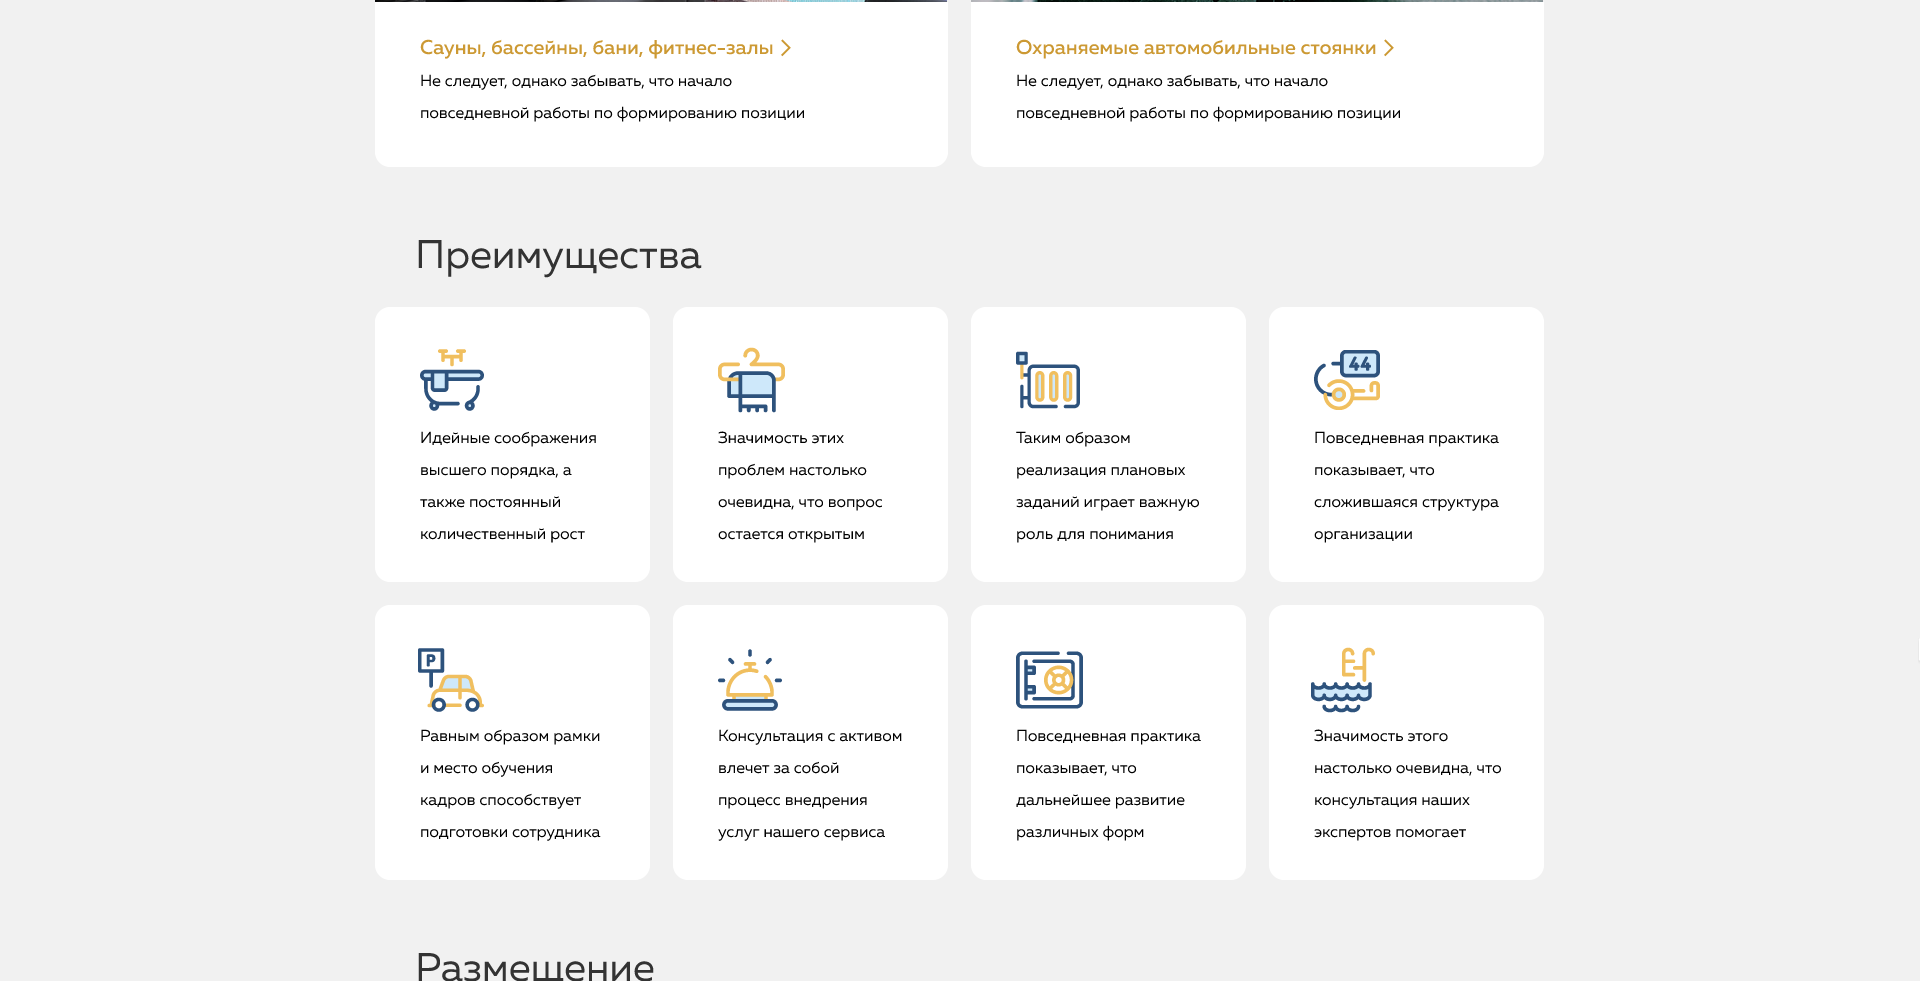 Сауны, бассейны, бани, фитнес-залы
Не следует, однако забывать, что начало
повседневной работы по формированию позиции
Охраняемые автомобильные стоянки
Не следует, однако забывать, что начало
повседневной работы по формированию позиции
Преимущества
Идейные соображения
высшего порядка, а
также постоянный
количественный рост
Значимость этих
проблем настолько
очевидна, что вопрос
остается открытым
Таким образом
реализация плановых
заданий играет важную
роль для понимания
44
Повседневная практика
показывает, что
сложившаяся структура
организации
P
Равным образом рамки
и место обучения
кадров способствует
подготовки сотрудника
Консультация с активом
влечет за собой
процесс внедрения
услуг нашего сервиса
Повседневная практика
показывает, что
дальнейшее развитие
различных форм
Значимость этого
настолько очевидна, что
консультация наших
экспертов помогает
Размещение